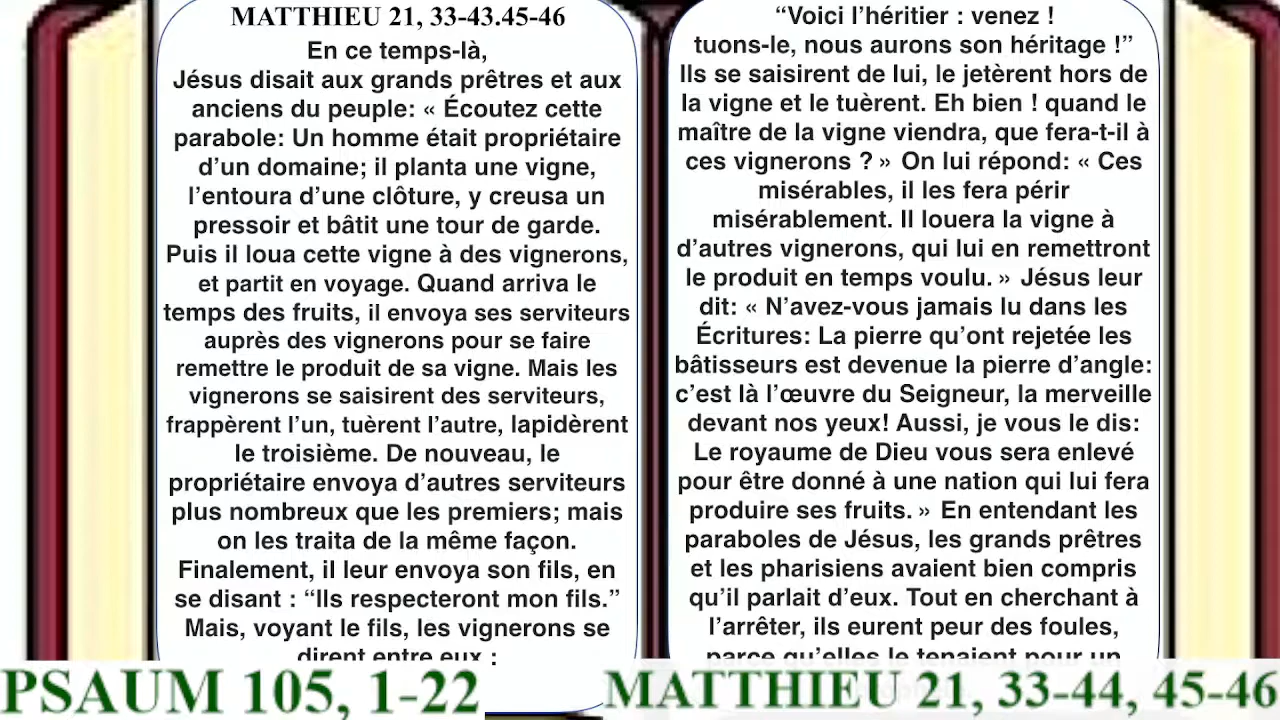 MATTHIEU 21, 33-43.45-46
En ce temps-là,
Jésus disait aux grands prêtres et aux
anciens du peuple: « Écoutez cette
parabole: Un homme était propriétaire
d’un domaine; il planta une vigne,
l’entoura d’une clôture, y creusa un
pressoir et bâtit une tour de garde.
Puis il loua cette vigne à des vignerons,
et partit en voyage. Quand arriva le
temps des fruits, il envoya ses serviteurs
auprès des vignerons pour se faire
remettre le produit de sa vigne. Mais les
vignerons se saisirent des serviteurs,
frappèrent l’un, tuèrent l’autre, lapidèrent
le troisième. De nouveau, le
propriétaire envoya d’autres serviteurs
plus nombreux que les premiers; mais
on les traita de la même façon.
Finalement, il leur envoya son fils, en
se disant : “Ils respecteront mon fils.”
Mais, voyant le fils, les vignerons se
dirent entre eux :
“Voici l’héritier : venez !
tuons-le, nous aurons son héritage !”
Ils se saisirent de lui, le jetèrent hors de
la vigne et le tuèrent. Eh bien ! quand le
maître de la vigne viendra, que fera-t-il à
ces vignerons ? » On lui répond: « Ces
misérables, il les fera périr
misérablement. Il louera la vigne à
d’autres vignerons, qui lui en remettront
le produit en temps voulu. » Jésus leur
dit: « N’avez-vous jamais lu dans les
Écritures: La pierre qu’ont rejetée les
bâtisseurs est devenue la pierre d’angle:
c’est là l’œuvre du Seigneur, la merveille
devant nos yeux! Aussi, je vous le dis:
Le royaume de Dieu vous sera enlevé
pour être donné à une nation qui lui fera
produire ses fruits. » En entendant les
paraboles de Jésus, les grands prêtres
et les pharisiens avaient bien compris
qu’il parlait d’eux. Tout en cherchant à
l’arrêter, ils eurent peur des foules,
parce qu’elles le tenaient pour un
PSAUM 105, 1-22
MATTHIEU 21, 33-44, 45-46